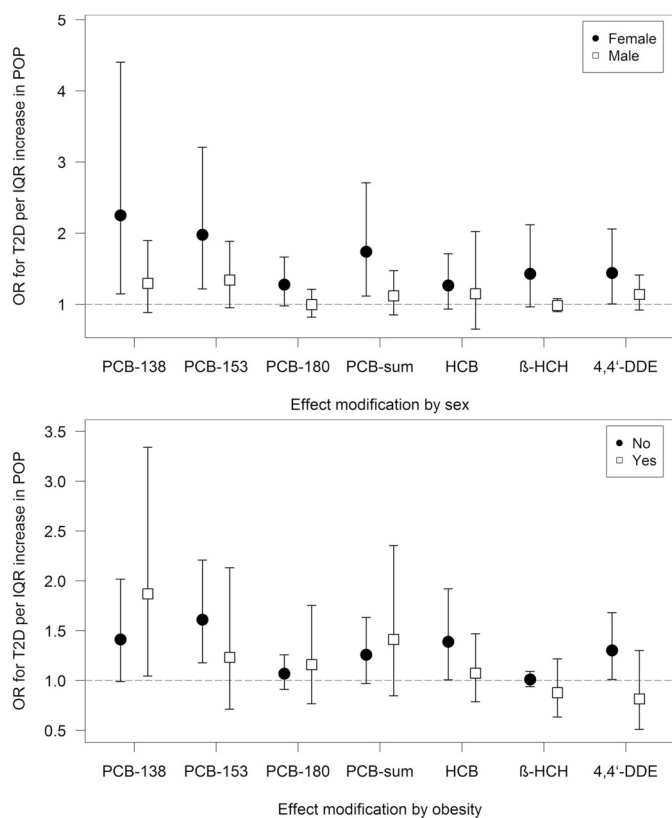 OR for T2D per IQR increase in POP
5
4
3
2
1
Female
Male
PCB-138 PCB-153 PCB-180 PCB-sum HCB ß-HCH 4,4‘-DDE
Effect modification by sex
OR for T2D per IQR increase in POP
3.5
3.0
2.5
2.0
1.5
1.0
0.5
No
Yes
PCB-138 PCB-153 PCB-180 PCB-sum HCB ß-HCH 4,4‘-DDE
Effect modification by obesity